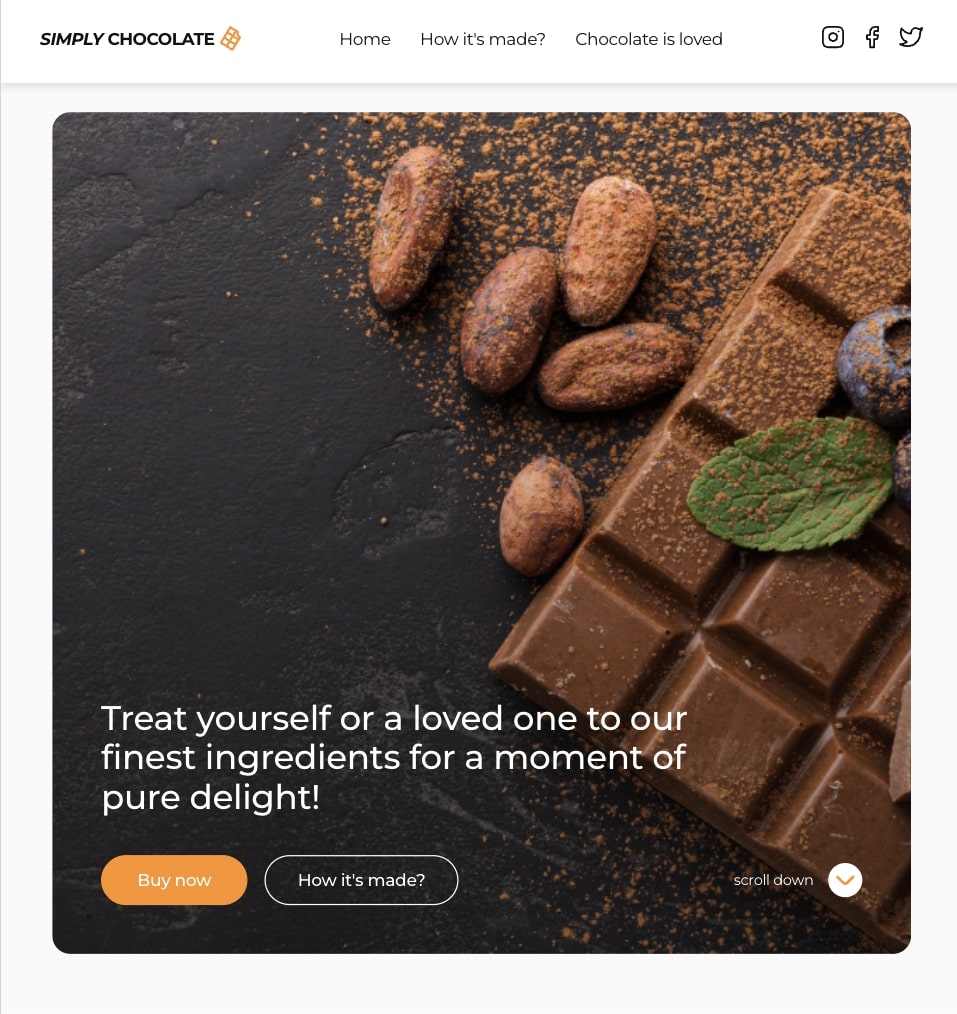 SIMPLY CHOCOLATE
Home
How it's made?
Chocolate is loved
Treat yourself or a loved one to our
finest ingredients for a moment of
pure delight!
Buy now
How it's made?
scroll down